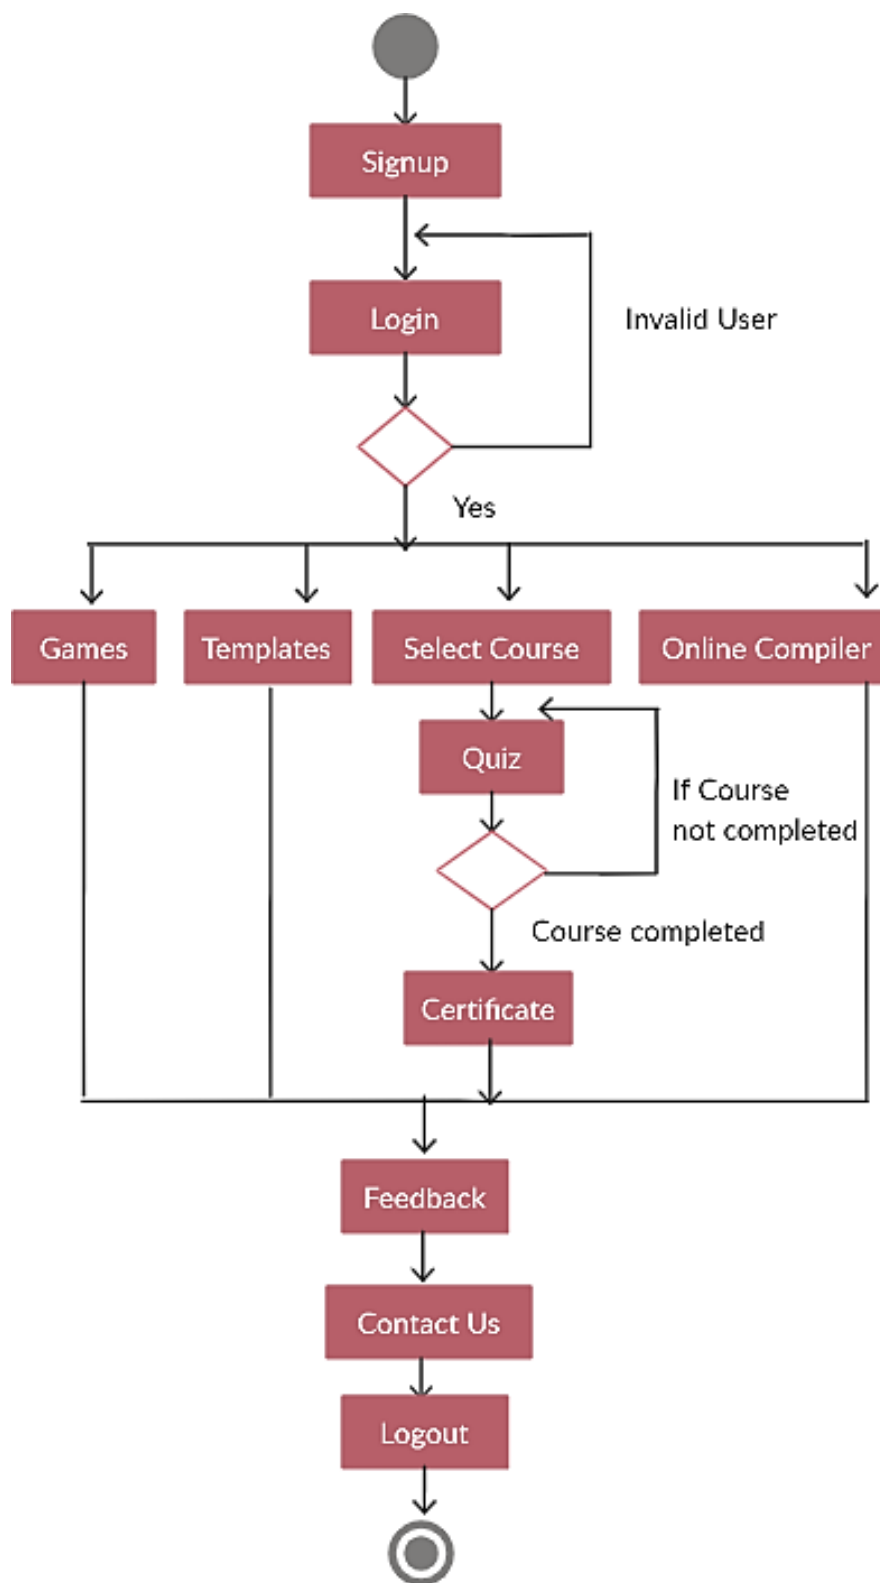 Signup
Login
Invalid User
Yes
Games
Templates
Select Course
Online Compiler
Quiz
If Course
not completed
Course completed
Certificate
Feedback
Contact Us
Logout